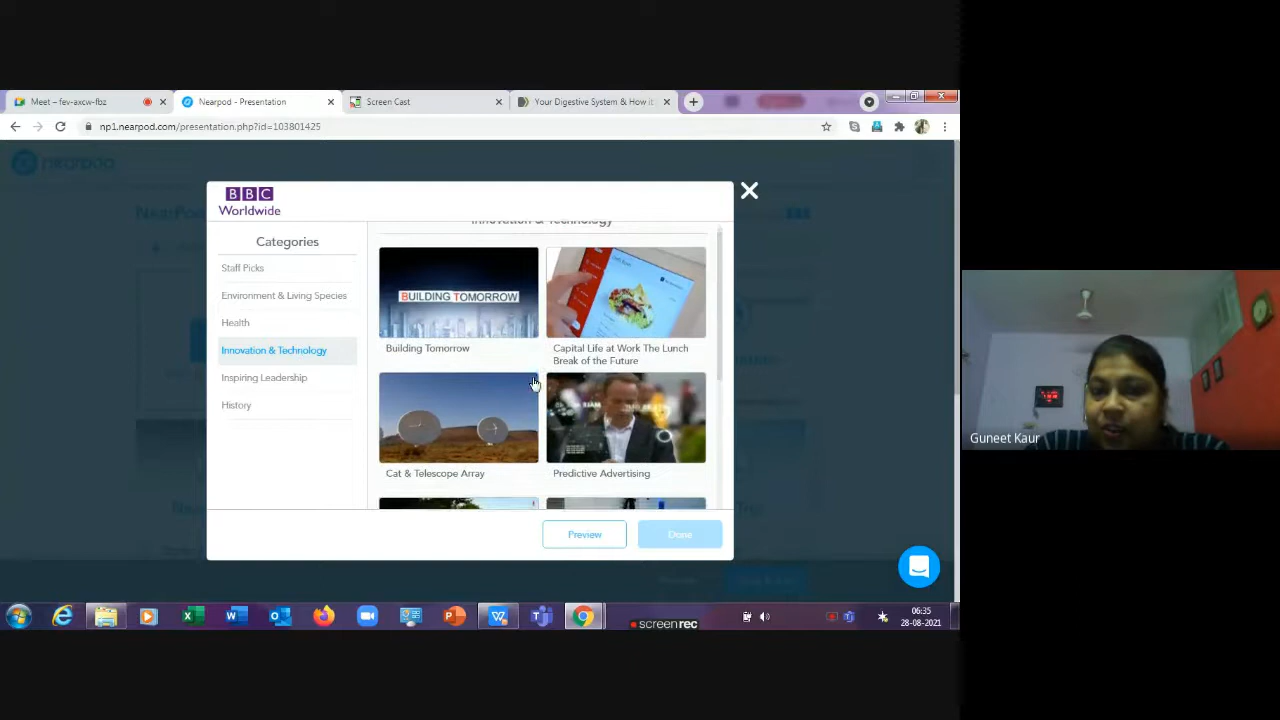 Meet – fev-axcw-fbz
Nearpod - Presentation
Screen Cast
Your Digestive System & How it
np1.nearpod.com/presentation.php?id=103801425
nearpod
BBC
Worldwide
Innovation & Technology
Categories
Staff Picks
Environment & Living Species
Health
Innovation & Technology
Inspiring Leadership
History
BUILDING TOMORROW
Building Tomorrow
Capital Life at Work The Lunch
Break of the Future
Cat & Telescope Array
Predictive Advertising
Preview
Done
Guneet Kaur
screenrec
06:35
28-08-2021